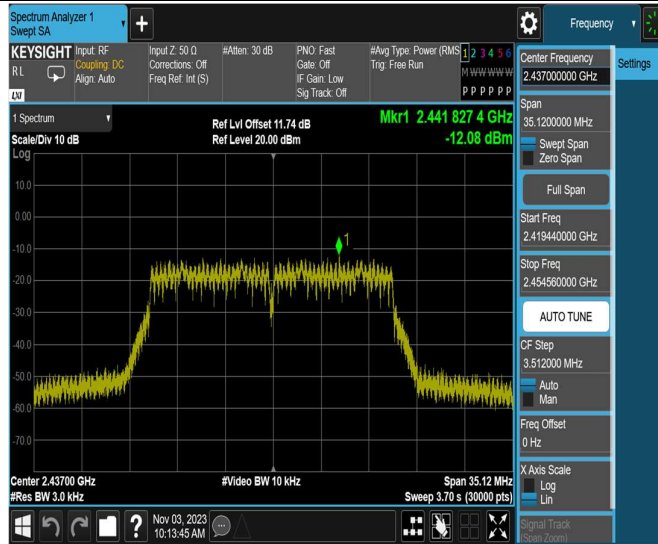 Spectrum Analyzer 1
Swept SA
+
Frequency
KEYSIGHT
RL
LXI
Input: RF
Coupling: DC
Align: Auto
Input Z: 50 Ω
Corrections: Off
Freq Ref: Int (S)
#Atten: 30 dB
PNO: Fast
Gate: Off
IF Gain: Low
Sig Track: Off
#Avg Type: Power (RMS
Trig: Free Run
1 2 3 4 5 6
M W W W W W
P P P P P P
Center Frequency
2.437000000 GHz
Settings
Span
35.1200000 MHz
Swept Span
Zero Span
Full Span
Start Freq
2.419440000 GHz
Stop Freq
2.454560000 GHz
AUTO TUNE
CF Step
3.512000 MHz
Auto
Man
Freq Offset
0 Hz
X Axis Scale
Log
Lin
Signal Track
(Span Zoom)
1 Spectrum
Scale/Div 10 dB
Log
Ref Lvl Offset 11.74 dB
Ref Level 20.00 dBm
Mkr1 2.441 827 4 GHz
-12.08 dBm
10.0
0.00
-10.0
-20.0
-30.0
-40.0
-50.0
-60.0
-70.0
1
Center 2.43700 GHz
#Res BW 3.0 kHz
#Video BW 10 kHz
Span 35.12 MHz
Sweep 3.70 s (30000 pts)
?
Nov 03, 2023
10:13:45 AM